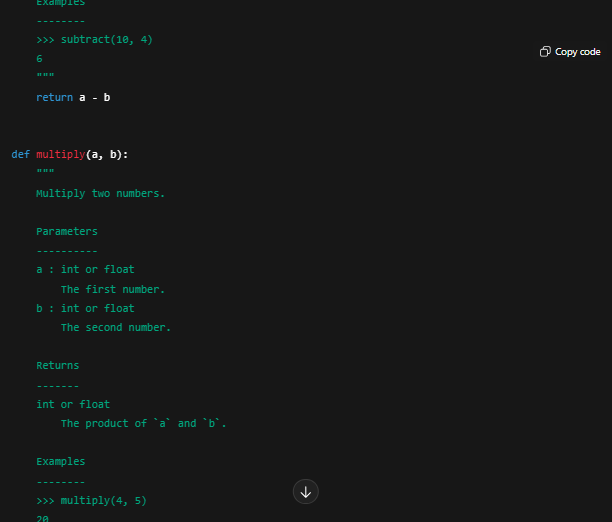 Examples
--------
>>> subtract(10, 4)
Copy code
6
"""
return a - b
def multiply(a, b):
"""
Multiply two numbers.
Parameters
----------
a : int or float
The first number.
b : int or float
The second number.
Returns
-------
int or float
The product of `a` and `b`.
Examples
--------
>>> multiply(4, 5)
20